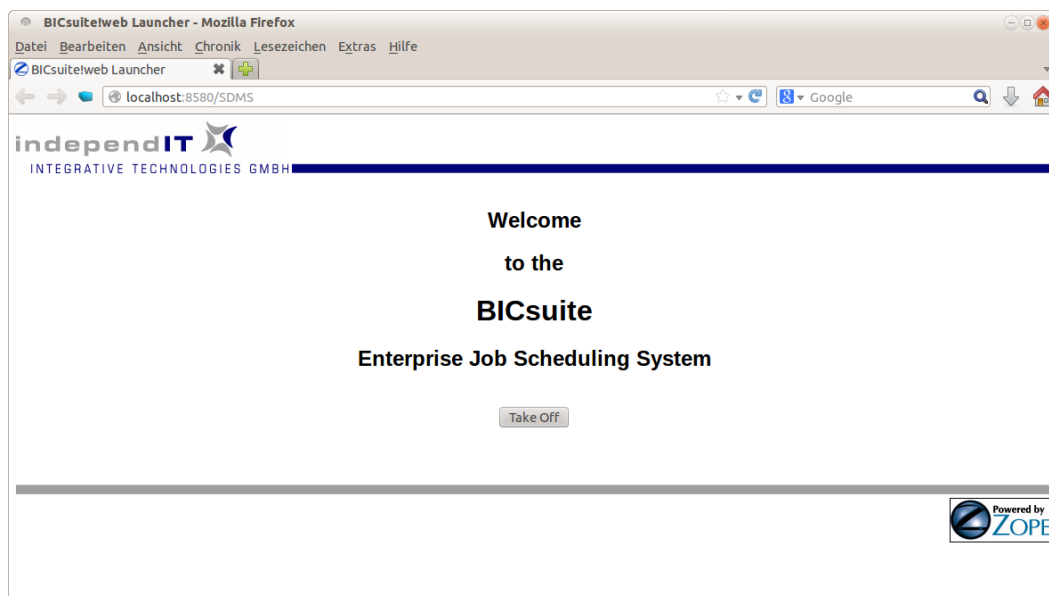 BICsuite!web Launcher - Mozilla Firefox
Datei Bearbeiten Ansicht Chronik Lesezeichen Extras Hilfe
BICsuite!web Launcher
localhost:8580/SDMS
Google
independIT
INTEGRATIVE TECHNOLOGIES GMBH
Welcome
to the
BICsuite
Enterprise Job Scheduling System
Take Off
Powered by
ZOPE